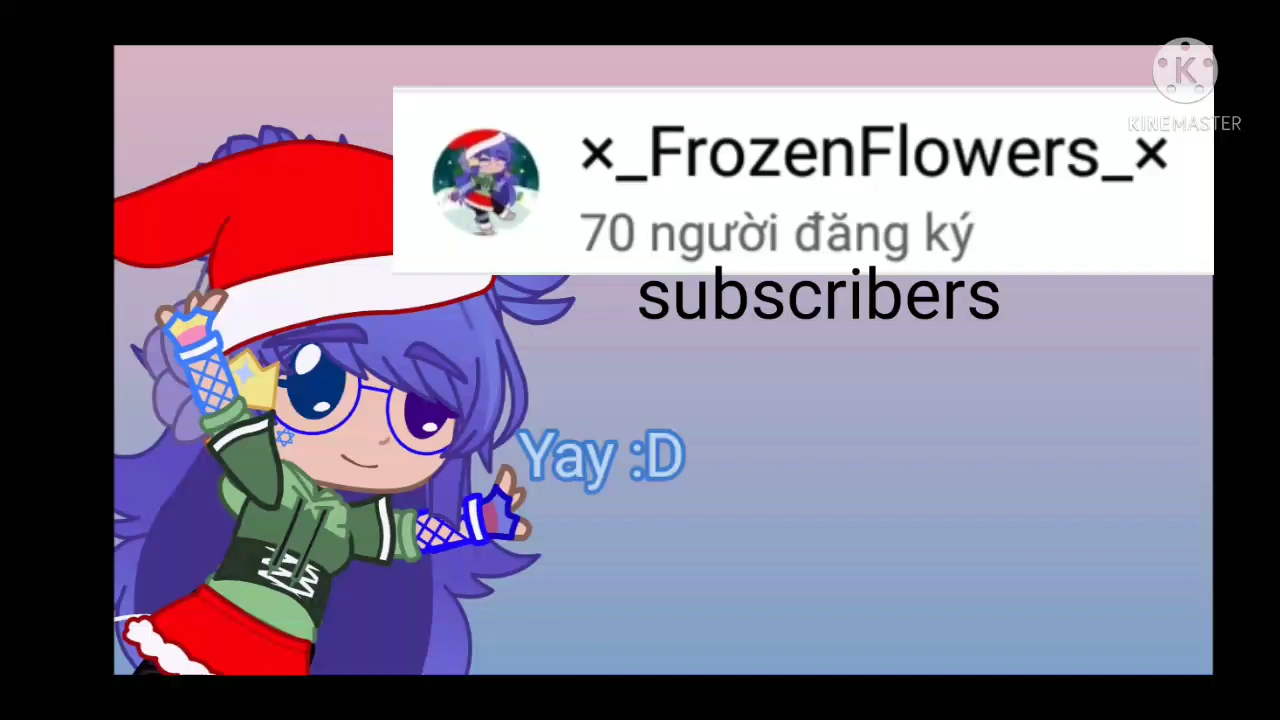 K
KINEMASTER
×_FrozenFlowers_×
70 người đăng ký
subscribers
Yay :D